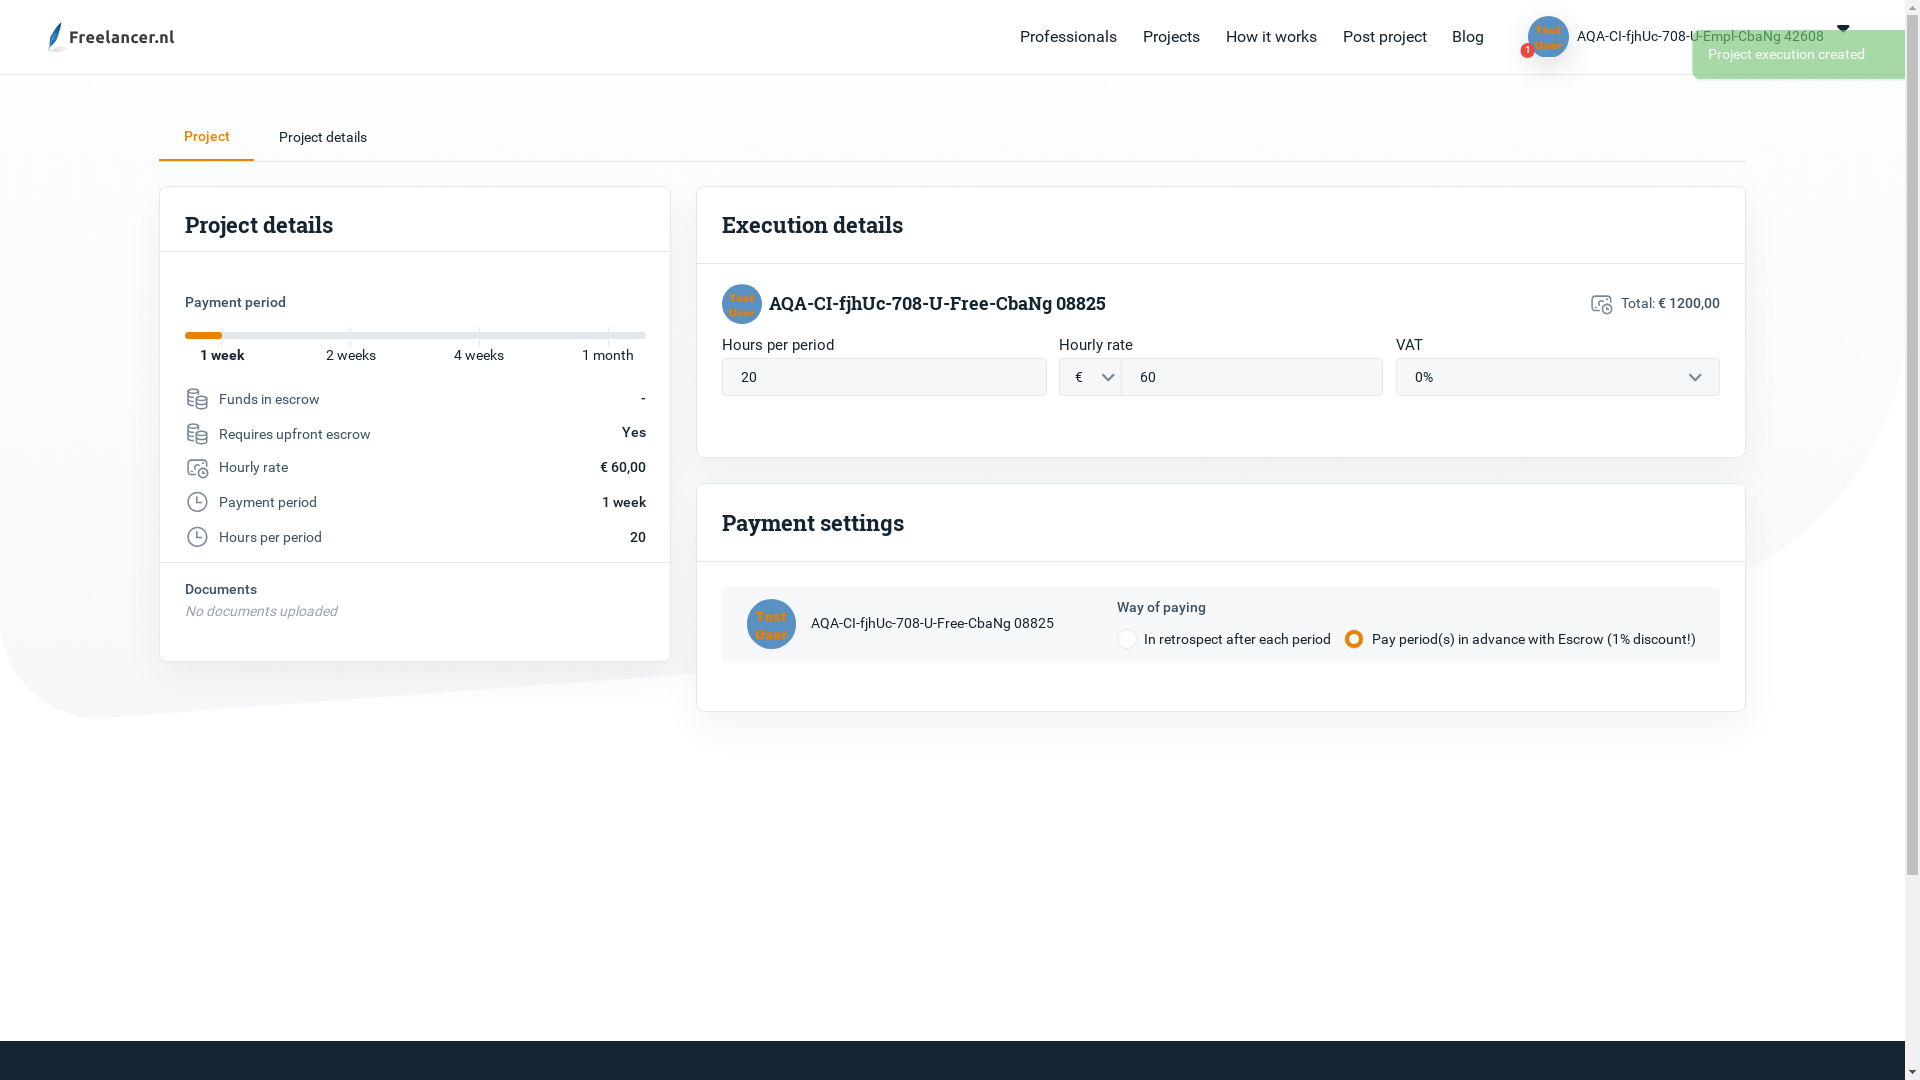 Freelancer.nl
Professionals
Projects
How it works
Post project
Blog
Test
User
1
AQA-CI-fjhUc-708-U-Empl-CbaNg 42608
Project execution created
Project
Project details
Project details
Payment period
1 week
2 weeks
4 weeks
1 month
Funds in escrow
-
Requires upfront escrow
Yes
Hourly rate
€ 60,00
Payment period
1 week
Hours per period
20
Documents
No documents uploaded
Execution details
Test
User
AQA-CI-fjhUc-708-U-Free-CbaNg 08825
Total: € 1200,00
Hours per period
Hourly rate
VAT
20
€
60
0%
Payment settings
Test
User
AQA-CI-fjhUc-708-U-Free-CbaNg 08825
Way of paying
In retrospect after each period
Pay period(s) in advance with Escrow (1% discount!)